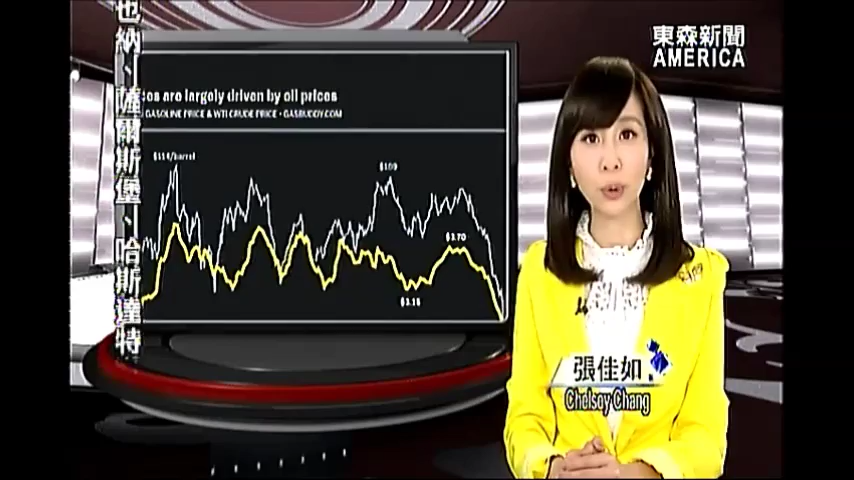 也納、薩爾斯堡、哈斯達特
東森新聞
AMERICA
es are largely driven by oil prices
GASOLINE PRICE & WTI CRUDE PRICE • GASBUDDY.COM
$114/barrel
$109
$3.70
$3.16
張佳如
Chelsey Chang